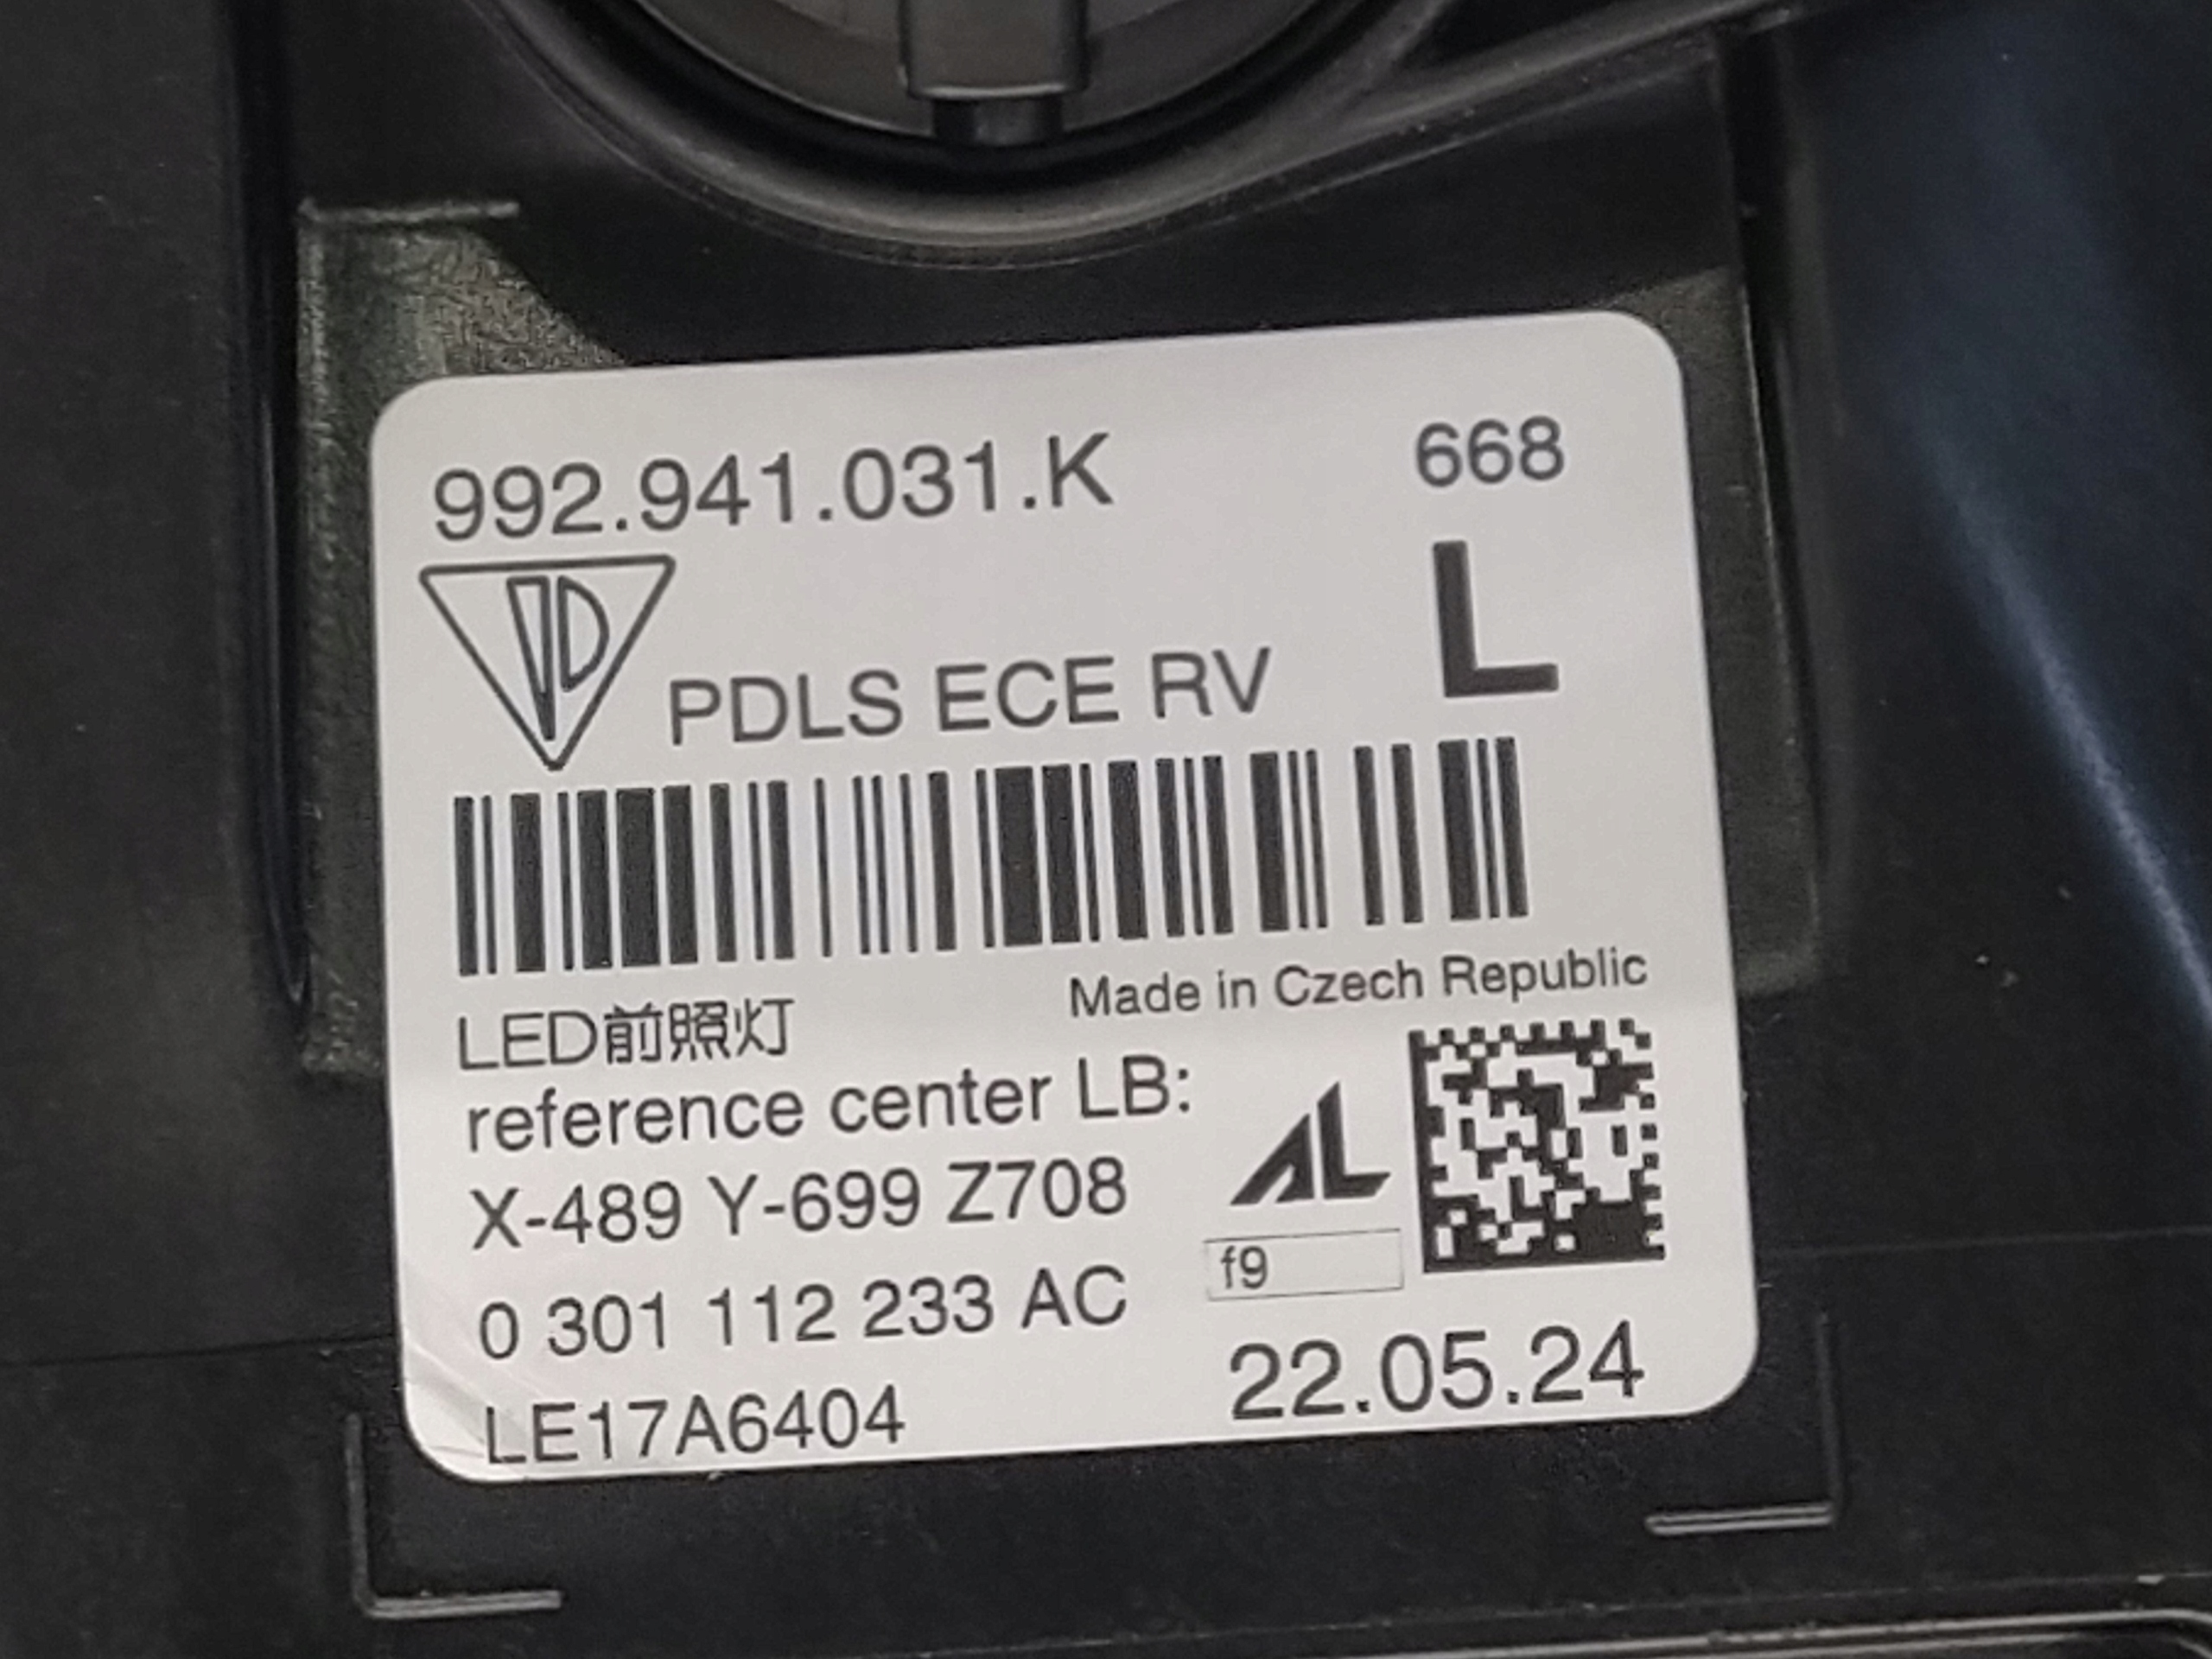 992.941.031.K 668
L
PDLS ECE RV
Made in Czech Republic
LED前照灯
reference center LB:
X-489 Y-699 Z708
AL
f9
0 301 112 233 AC
22.05.24
LE17A6404